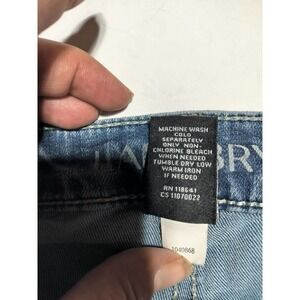 MACHINE WASH
COLD
SEPARATELY
ONLY NON-
CHLORINE BLEACH
WHEN NEEDED
TUMBLE DRY LOW
WARM IRON
IF NEEDED
RN 118641
CS 11070022
1040868